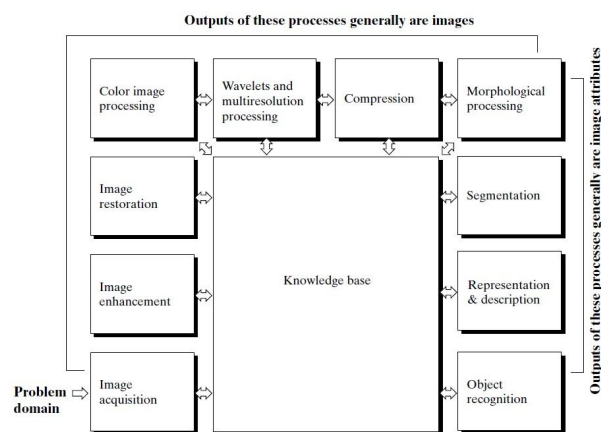 Outputs of these processes generally are images
Color image
processing
Wavelets and
multiresolution
processing
Compression
Morphological
processing
Image
restoration
Segmentation
Knowledge base
Image
enhancement
Representation
& description
Problem
domain
Image
acquisition
Object
recognition
Outputs of these processes generally are image attributes